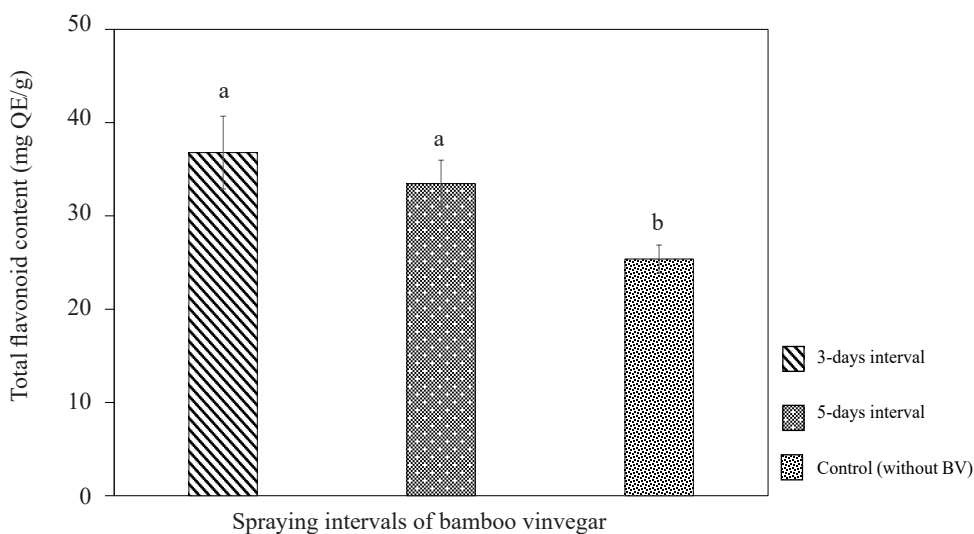 Total flavonoid content (mg QE/g)
50
40
30
20
10
0
a
a
b
Spraying intervals of bamboo vinvegar
3-days interval
5-days interval
Control (without BV)